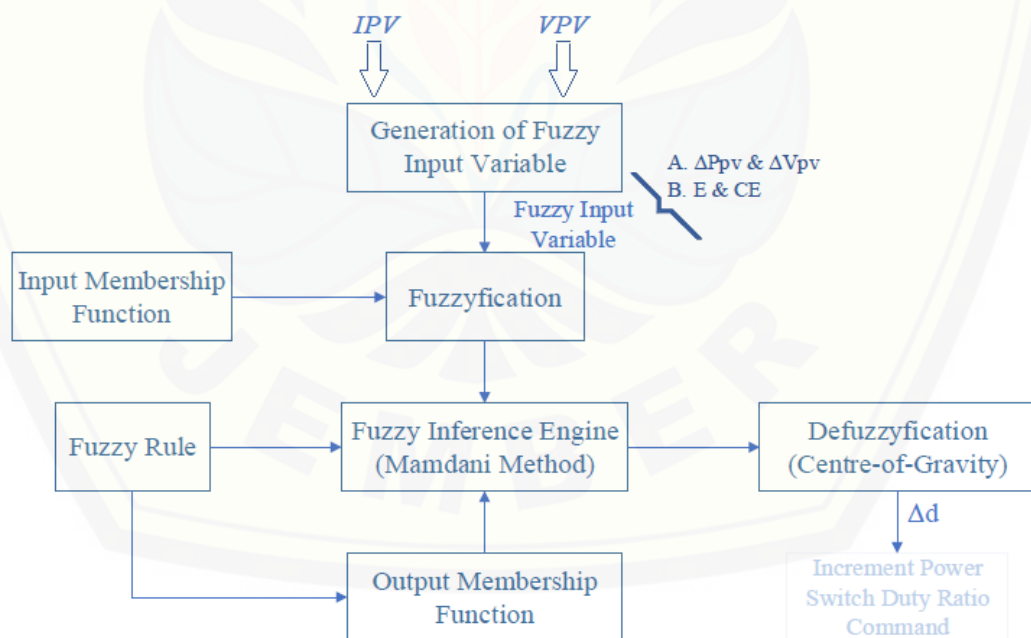 IPV
VPV
Generation of Fuzzy
Input Variable
A. ΔPpv & ΔVpv
B. E & CE
Fuzzy Input
Variable
Input Membership
Function
Fuzzyfication
Fuzzy Rule
Fuzzy Inference Engine
(Mamdani Method)
Defuzzyfication
(Centre-of-Gravity)
Δd
Output Membership
Function
Increment Power
Switch Duty Ratio
Command
JEMBER